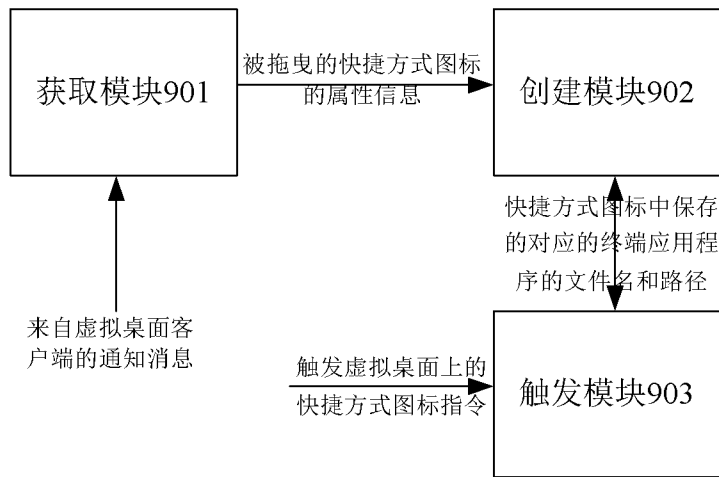 获取模块901
被拖曳的快捷方式图标
的属性信息
创建模块902
快捷方式图标中保存
的对应的终端应用程
序的文件名和路径
来自虚拟桌面客
户端的通知消息
触发虚拟桌面上的
快捷方式图标指令
触发模块903